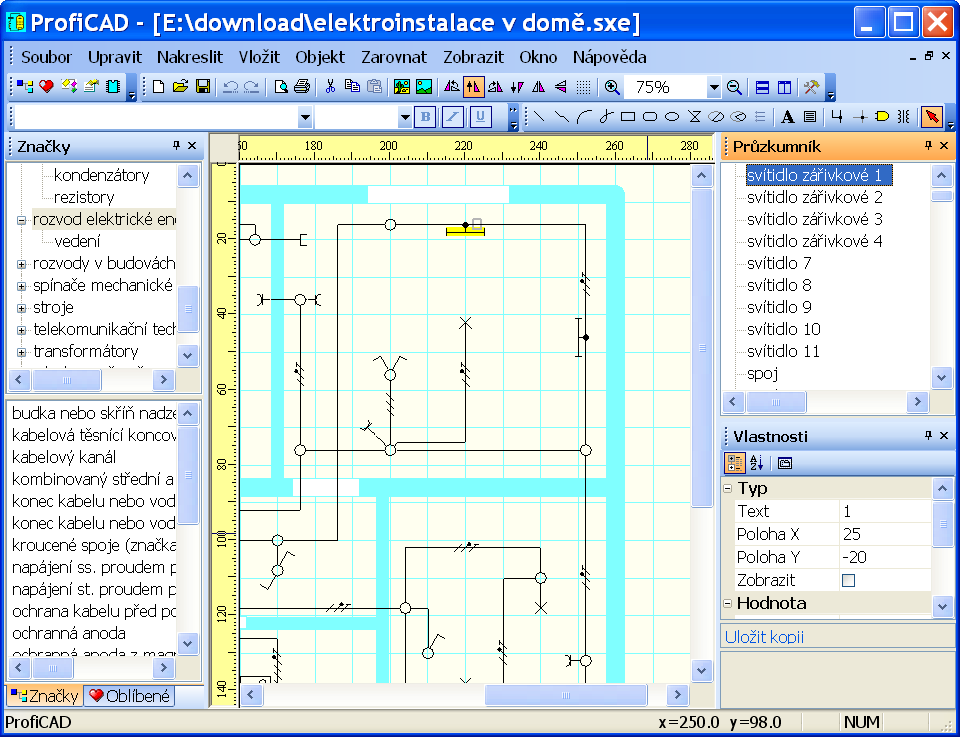 ProfiCAD - [E:\download\elektroinstalace v domě.sxe]
Soubor Upravit Nakreslit Vložit Objekt Zarovnat Zobrazit Okno Nápověda
75%
B I U
A
Značky
kondenzátory
rezistory
rozvod elektrické en
vedení
rozvody v budovách
spínače mechanické
stroje
telekomunikační tech
transformátory
budka nebo skříň nadze
kabelová těsnící koncov
kabelový kanál
kombinovaný střední a
konec kabelu nebo vod
konec kabelu nebo vod
kroucené spoje (značka
napájení ss. proudem p
napájení st. proudem p
ochrana kabelu před po
ochranná anoda
ochranná anoda z magn
Značky Oblíbené
180 200 220 240 260 280
20
40
60
80
100
120
140
Průzkumník
svítidlo zářivkové 1
svítidlo zářivkové 2
svítidlo zářivkové 3
svítidlo zářivkové 4
svítidlo 7
svítidlo 8
svítidlo 9
svítidlo 10
svítidlo 11
spoj
Vlastnosti
Typ
Text 1
Poloha X 25
Poloha Y -20
Zobrazit
Hodnota
Uložit kopii
ProfiCAD
x=250.0 y=98.0 NUM